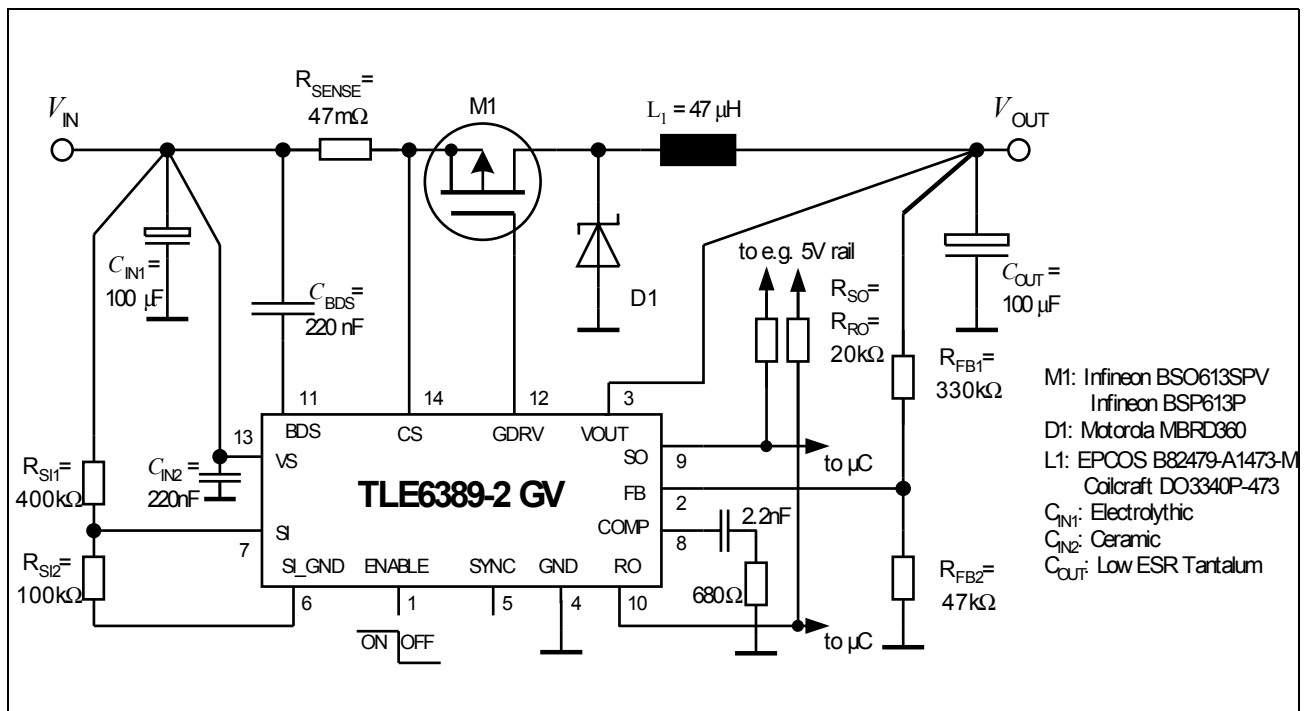 R_SENSE=
47mΩ
M1
L₁ = 47 µH
V_IN
V_OUT
C_IN1=
100 µF
C_BDS=
220 nF
D1
to e.g. 5V rail
R_SO=
R_RO=
20kΩ
C_OUT=
100 µF
R_FB1=
330kΩ
M1: Infineon BSO613SPV
Infineon BSP613P
D1: Motorola MBRD360
L1: EPCOS B82479-A1473-M
Coilcraft DO3340P-473
C_IN1: Electrolythic
C_IN2: Ceramic
C_OUT: Low ESR Tantalum
11
14
12
3
13
BDS
CS
GDRV
VOUT
VS
SO
9
to µC
R_SI1=
400kΩ
C_IN2=
220nF
TLE6389-2 GV
FB
2
COMP
8
2.2nF
SI
7
R_SI2=
100kΩ
SI_GND
ENABLE
SYNC
GND
RO
6
1
5
4
10
680Ω
to µC
R_FB2=
47kΩ
ON
OFF